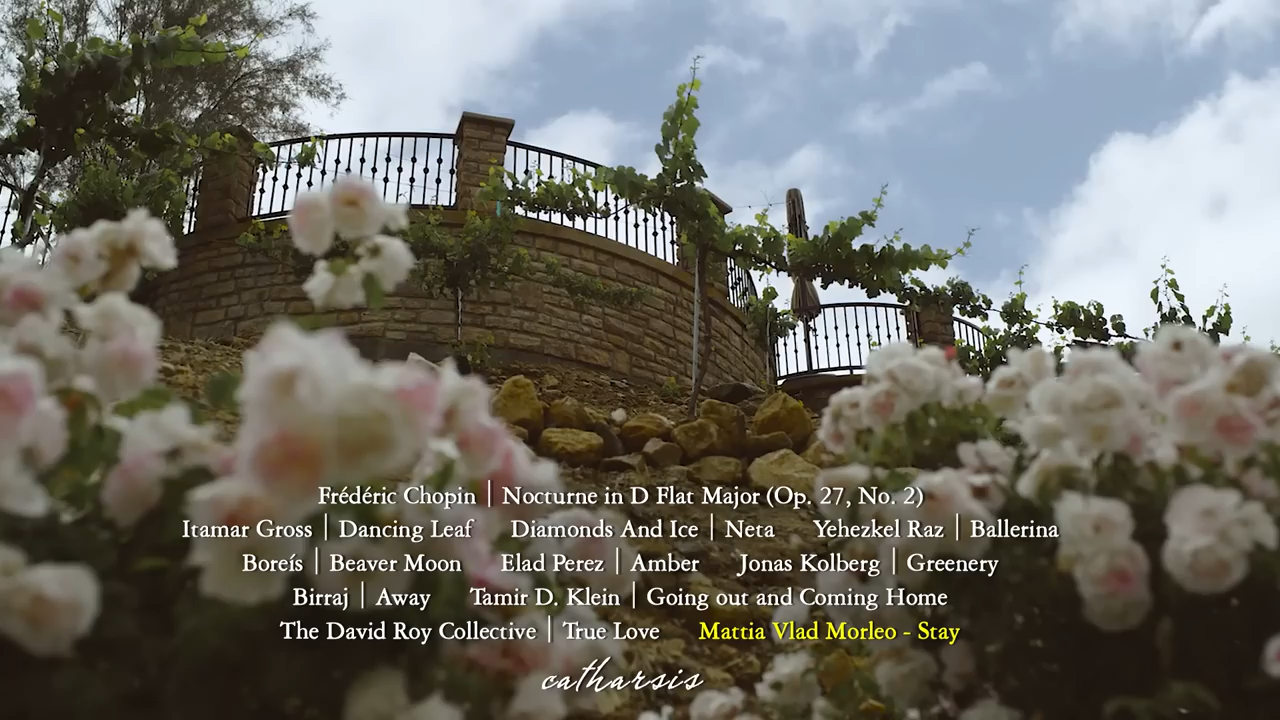 Frédéric Chopin | Nocturne in D Flat Major (Op. 27, No. 2)
Itamar Gross | Dancing Leaf Diamonds And Ice | Neta Yehezkel Raz | Ballerina
Boreís | Beaver Moon Elad Perez | Amber Jonas Kolberg | Greenery
Birraj | Away Tamir D. Klein | Going out and Coming Home
The David Roy Collective | True Love Mattia Vlad Morleo - Stay
catharsis